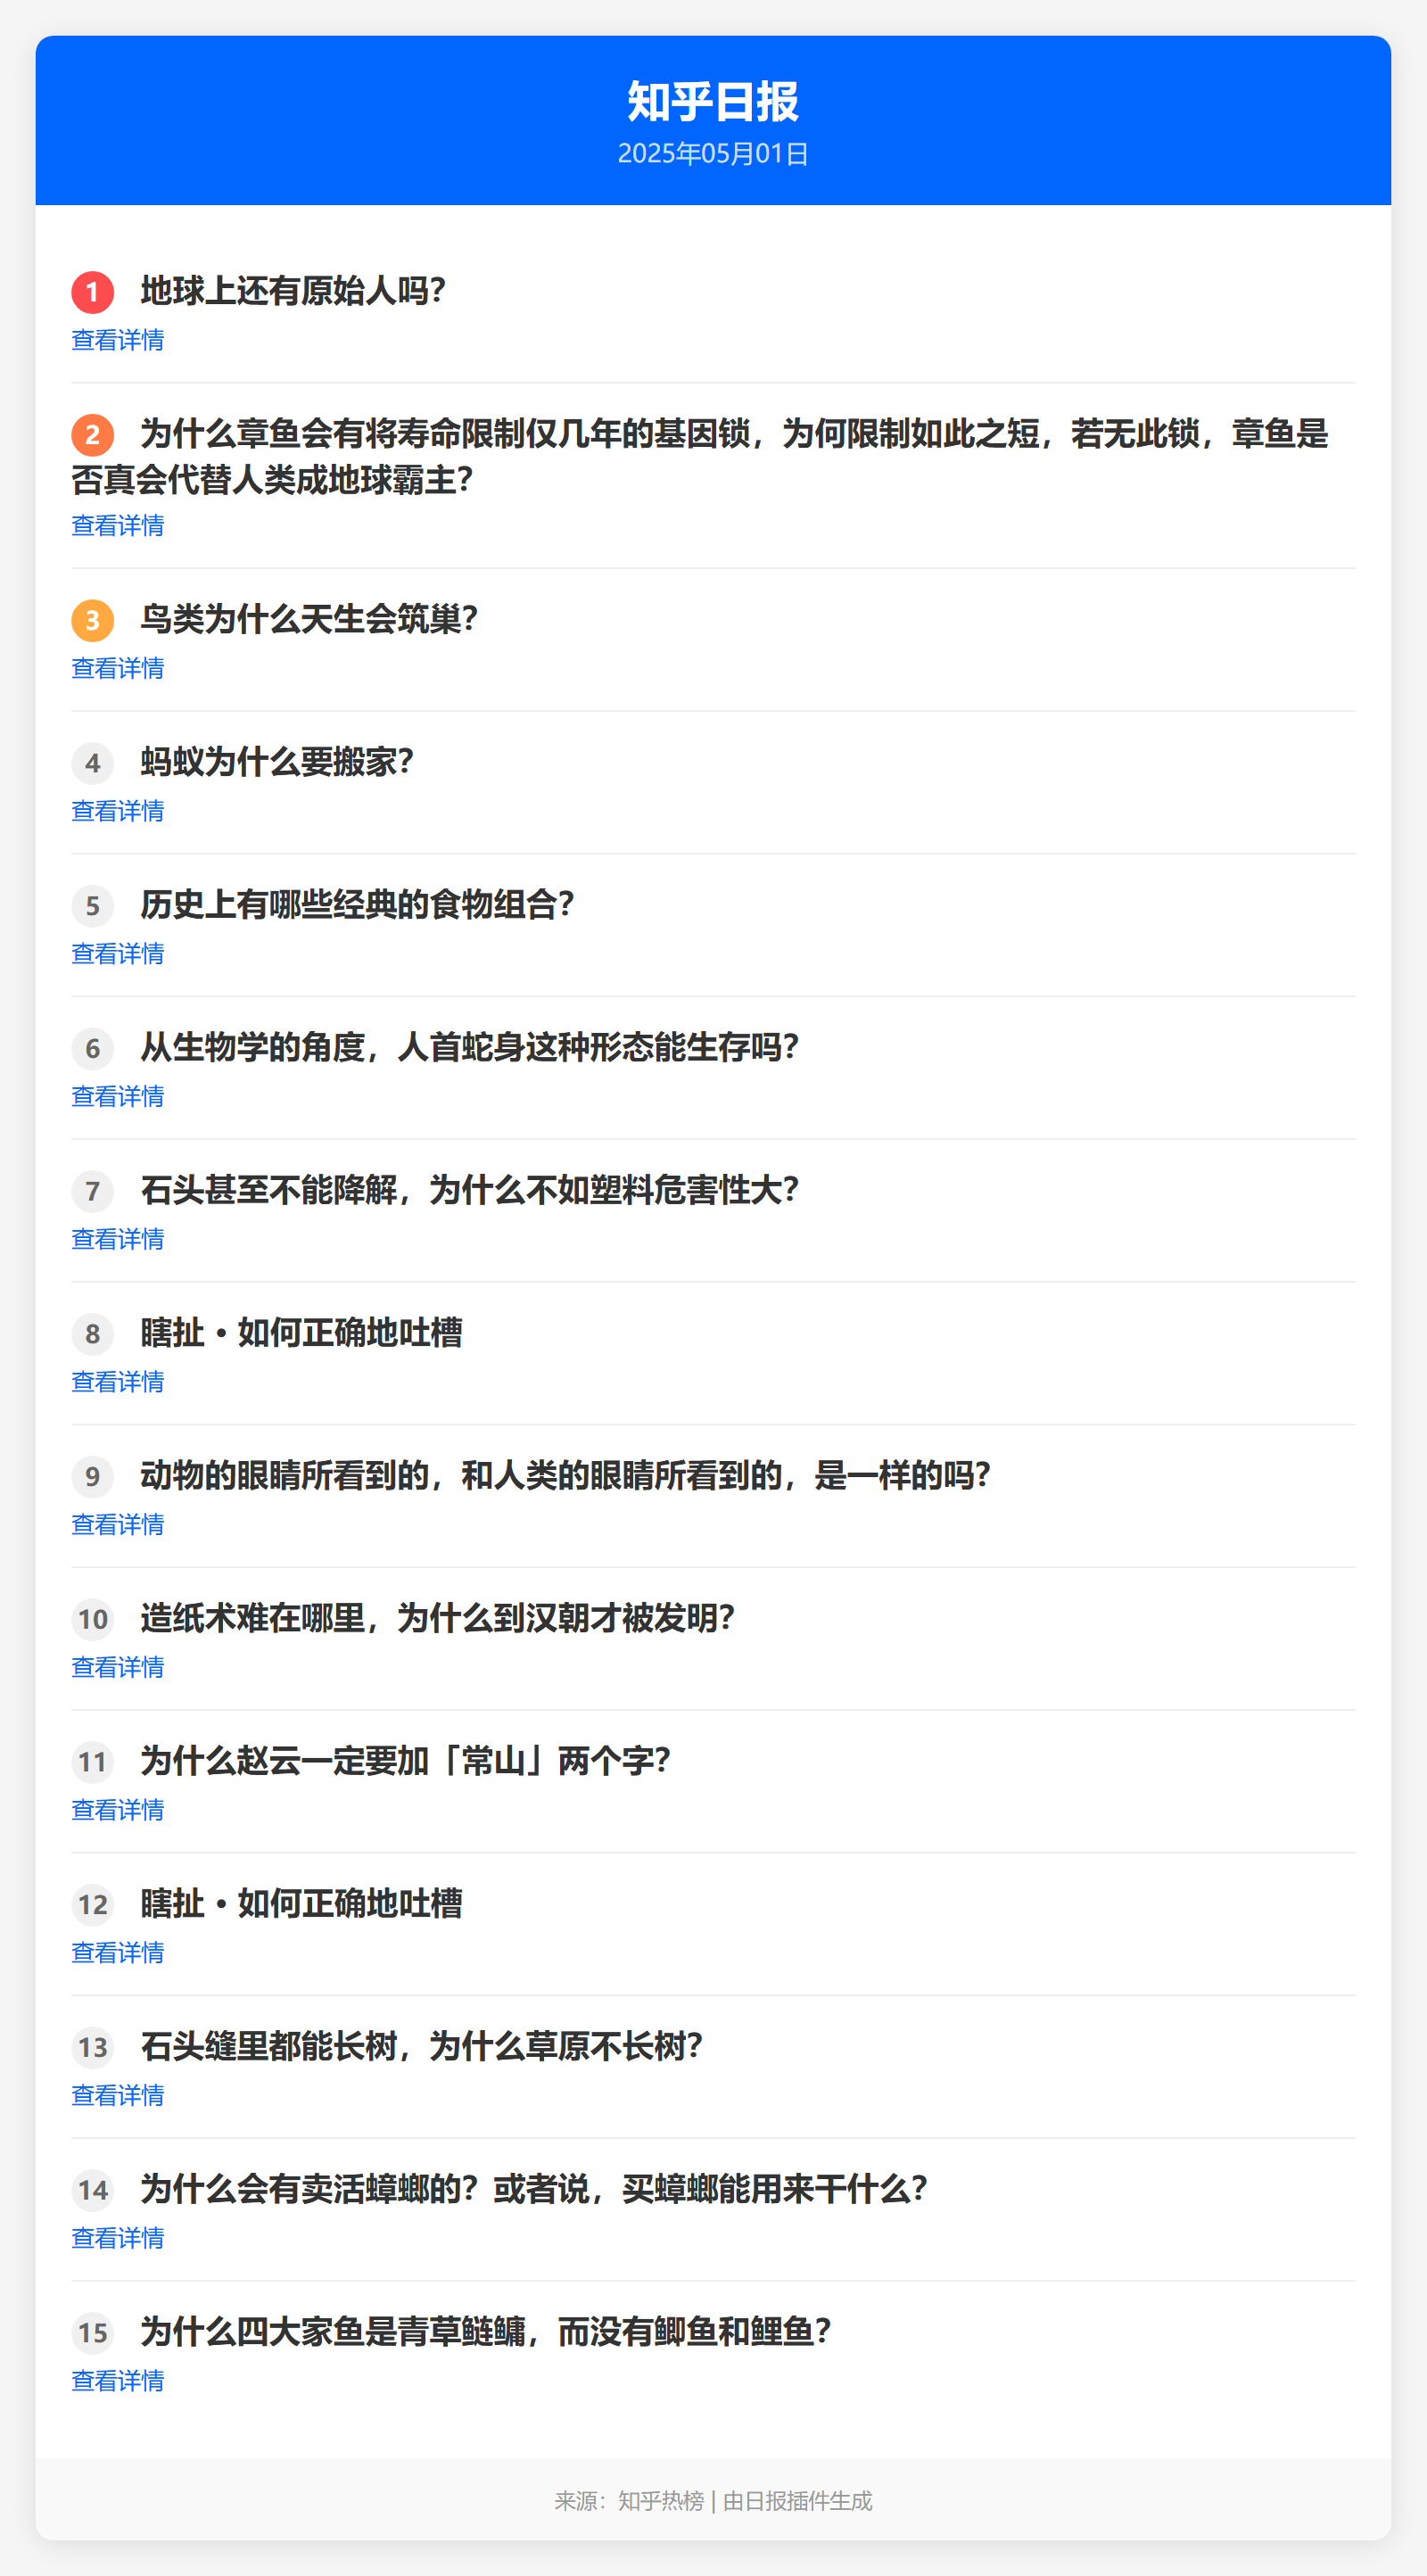 知乎日报
2025年05月01日
1 地球上还有原始人吗？
查看详情
2 为什么章鱼会有将寿命限制仅几年的基因锁，为何限制如此之短，若无此锁，章鱼是
否真会代替人类成地球霸主？
查看详情
3 鸟类为什么天生会筑巢？
查看详情
4 蚂蚁为什么要搬家？
查看详情
5 历史上有哪些经典的食物组合？
查看详情
6 从生物学的角度，人首蛇身这种形态能生存吗？
查看详情
7 石头甚至不能降解，为什么不如塑料危害性大？
查看详情
8 瞎扯 · 如何正确地吐槽
查看详情
9 动物的眼睛所看到的，和人类的眼睛所看到的，是一样的吗？
查看详情
10 造纸术难在哪里，为什么到汉朝才被发明？
查看详情
11 为什么赵云一定要加「常山」两个字？
查看详情
12 瞎扯 · 如何正确地吐槽
查看详情
13 石头缝里都能长树，为什么草原不长树？
查看详情
14 为什么会有卖活蟑螂的？或者说，买蟑螂能用来干什么？
查看详情
15 为什么四大家鱼是青草鲢鳙，而没有鲫鱼和鲤鱼？
查看详情
来源：知乎热榜 | 由日报插件生成